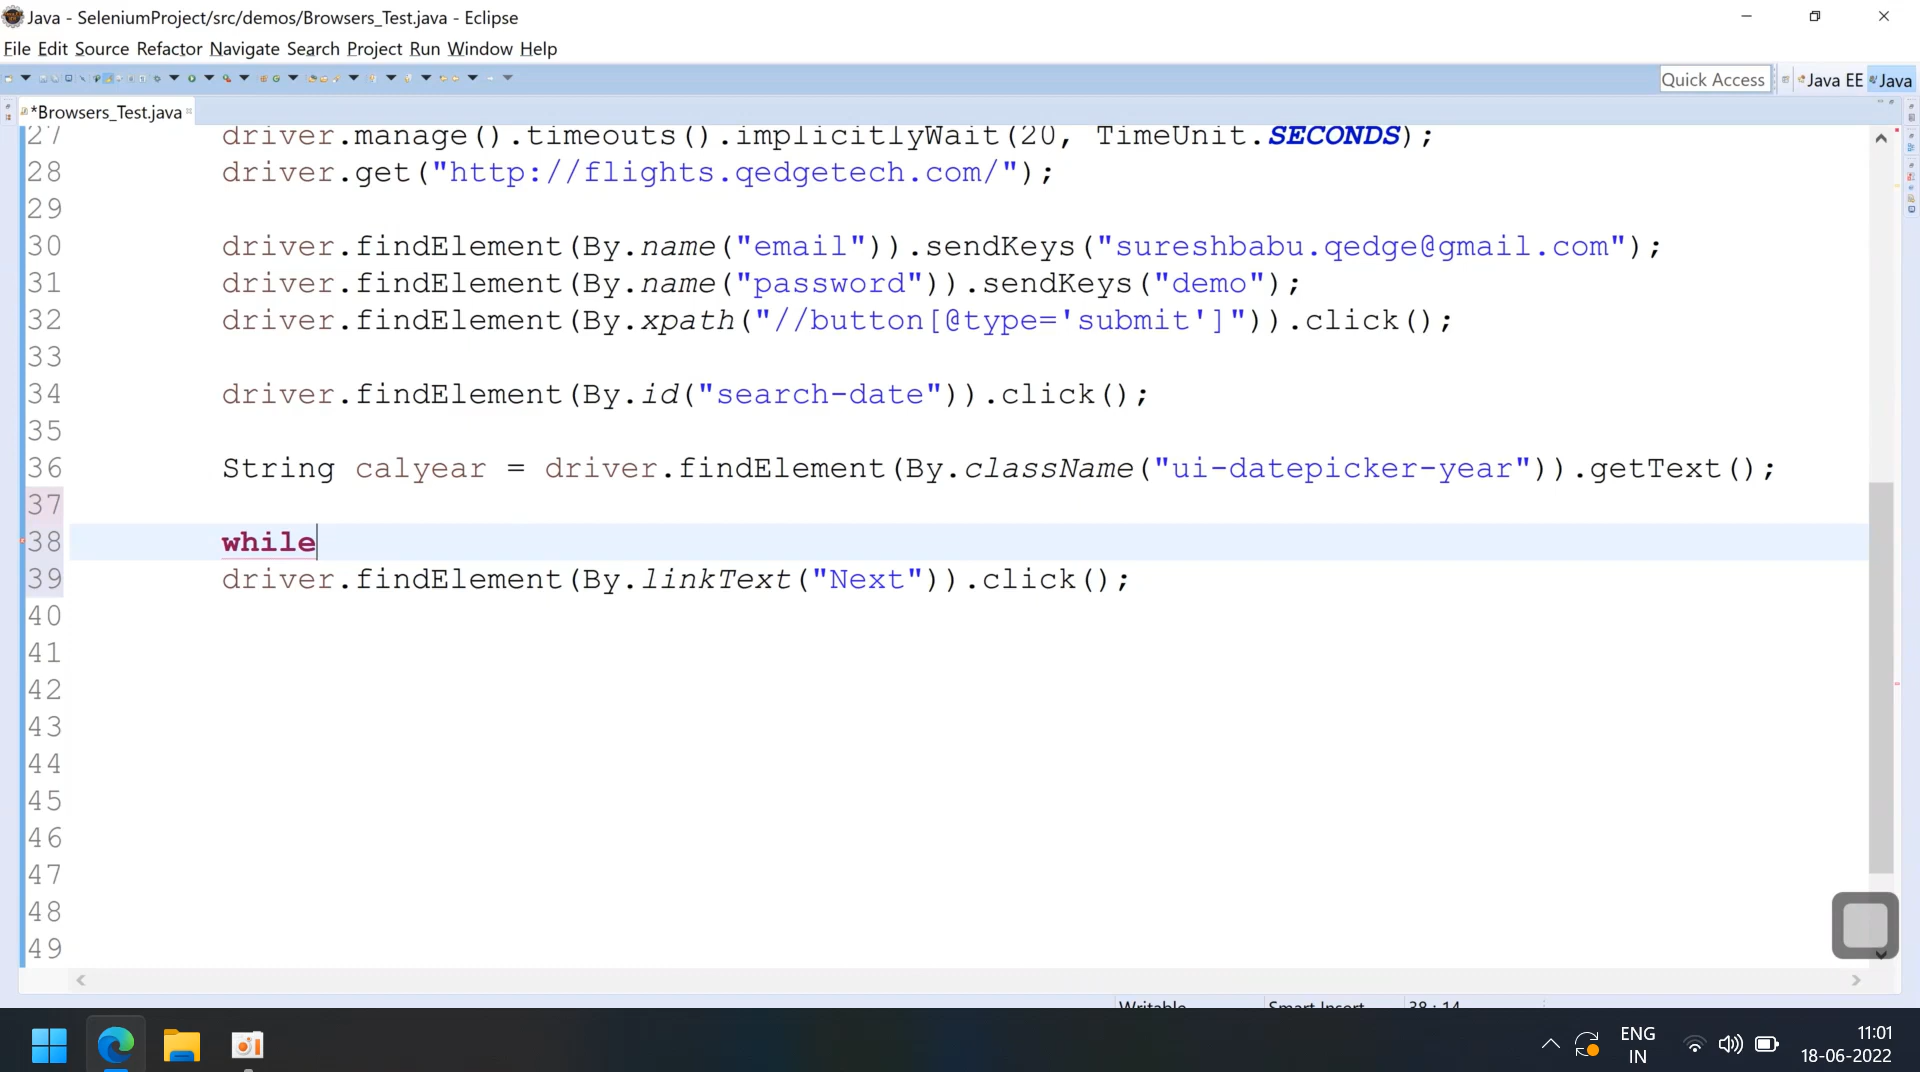 Java - SeleniumProject/src/demos/Browsers_Test.java - Eclipse
File Edit Source Refactor Navigate Search Project Run Window Help
Quick Access
Java EE
Java
*Browsers_Test.java
27 driver.manage().timeouts().implicitlyWait(20, TimeUnit.SECONDS);
28 driver.get("http://flights.qedgetech.com/");
29
30 driver.findElement(By.name("email")).sendKeys("sureshbabu.qedge@gmail.com");
31 driver.findElement(By.name("password")).sendKeys("demo");
32 driver.findElement(By.xpath("//button[@type='submit']")).click();
33
34 driver.findElement(By.id("search-date")).click();
35
36 String calyear = driver.findElement(By.className("ui-datepicker-year")).getText();
37
38 while
39 driver.findElement(By.linkText("Next")).click();
40
41
42
43
44
45
46
47
48
49
Writable Smart Insert 38 : 14
ENG 11:01
IN 18-06-2022